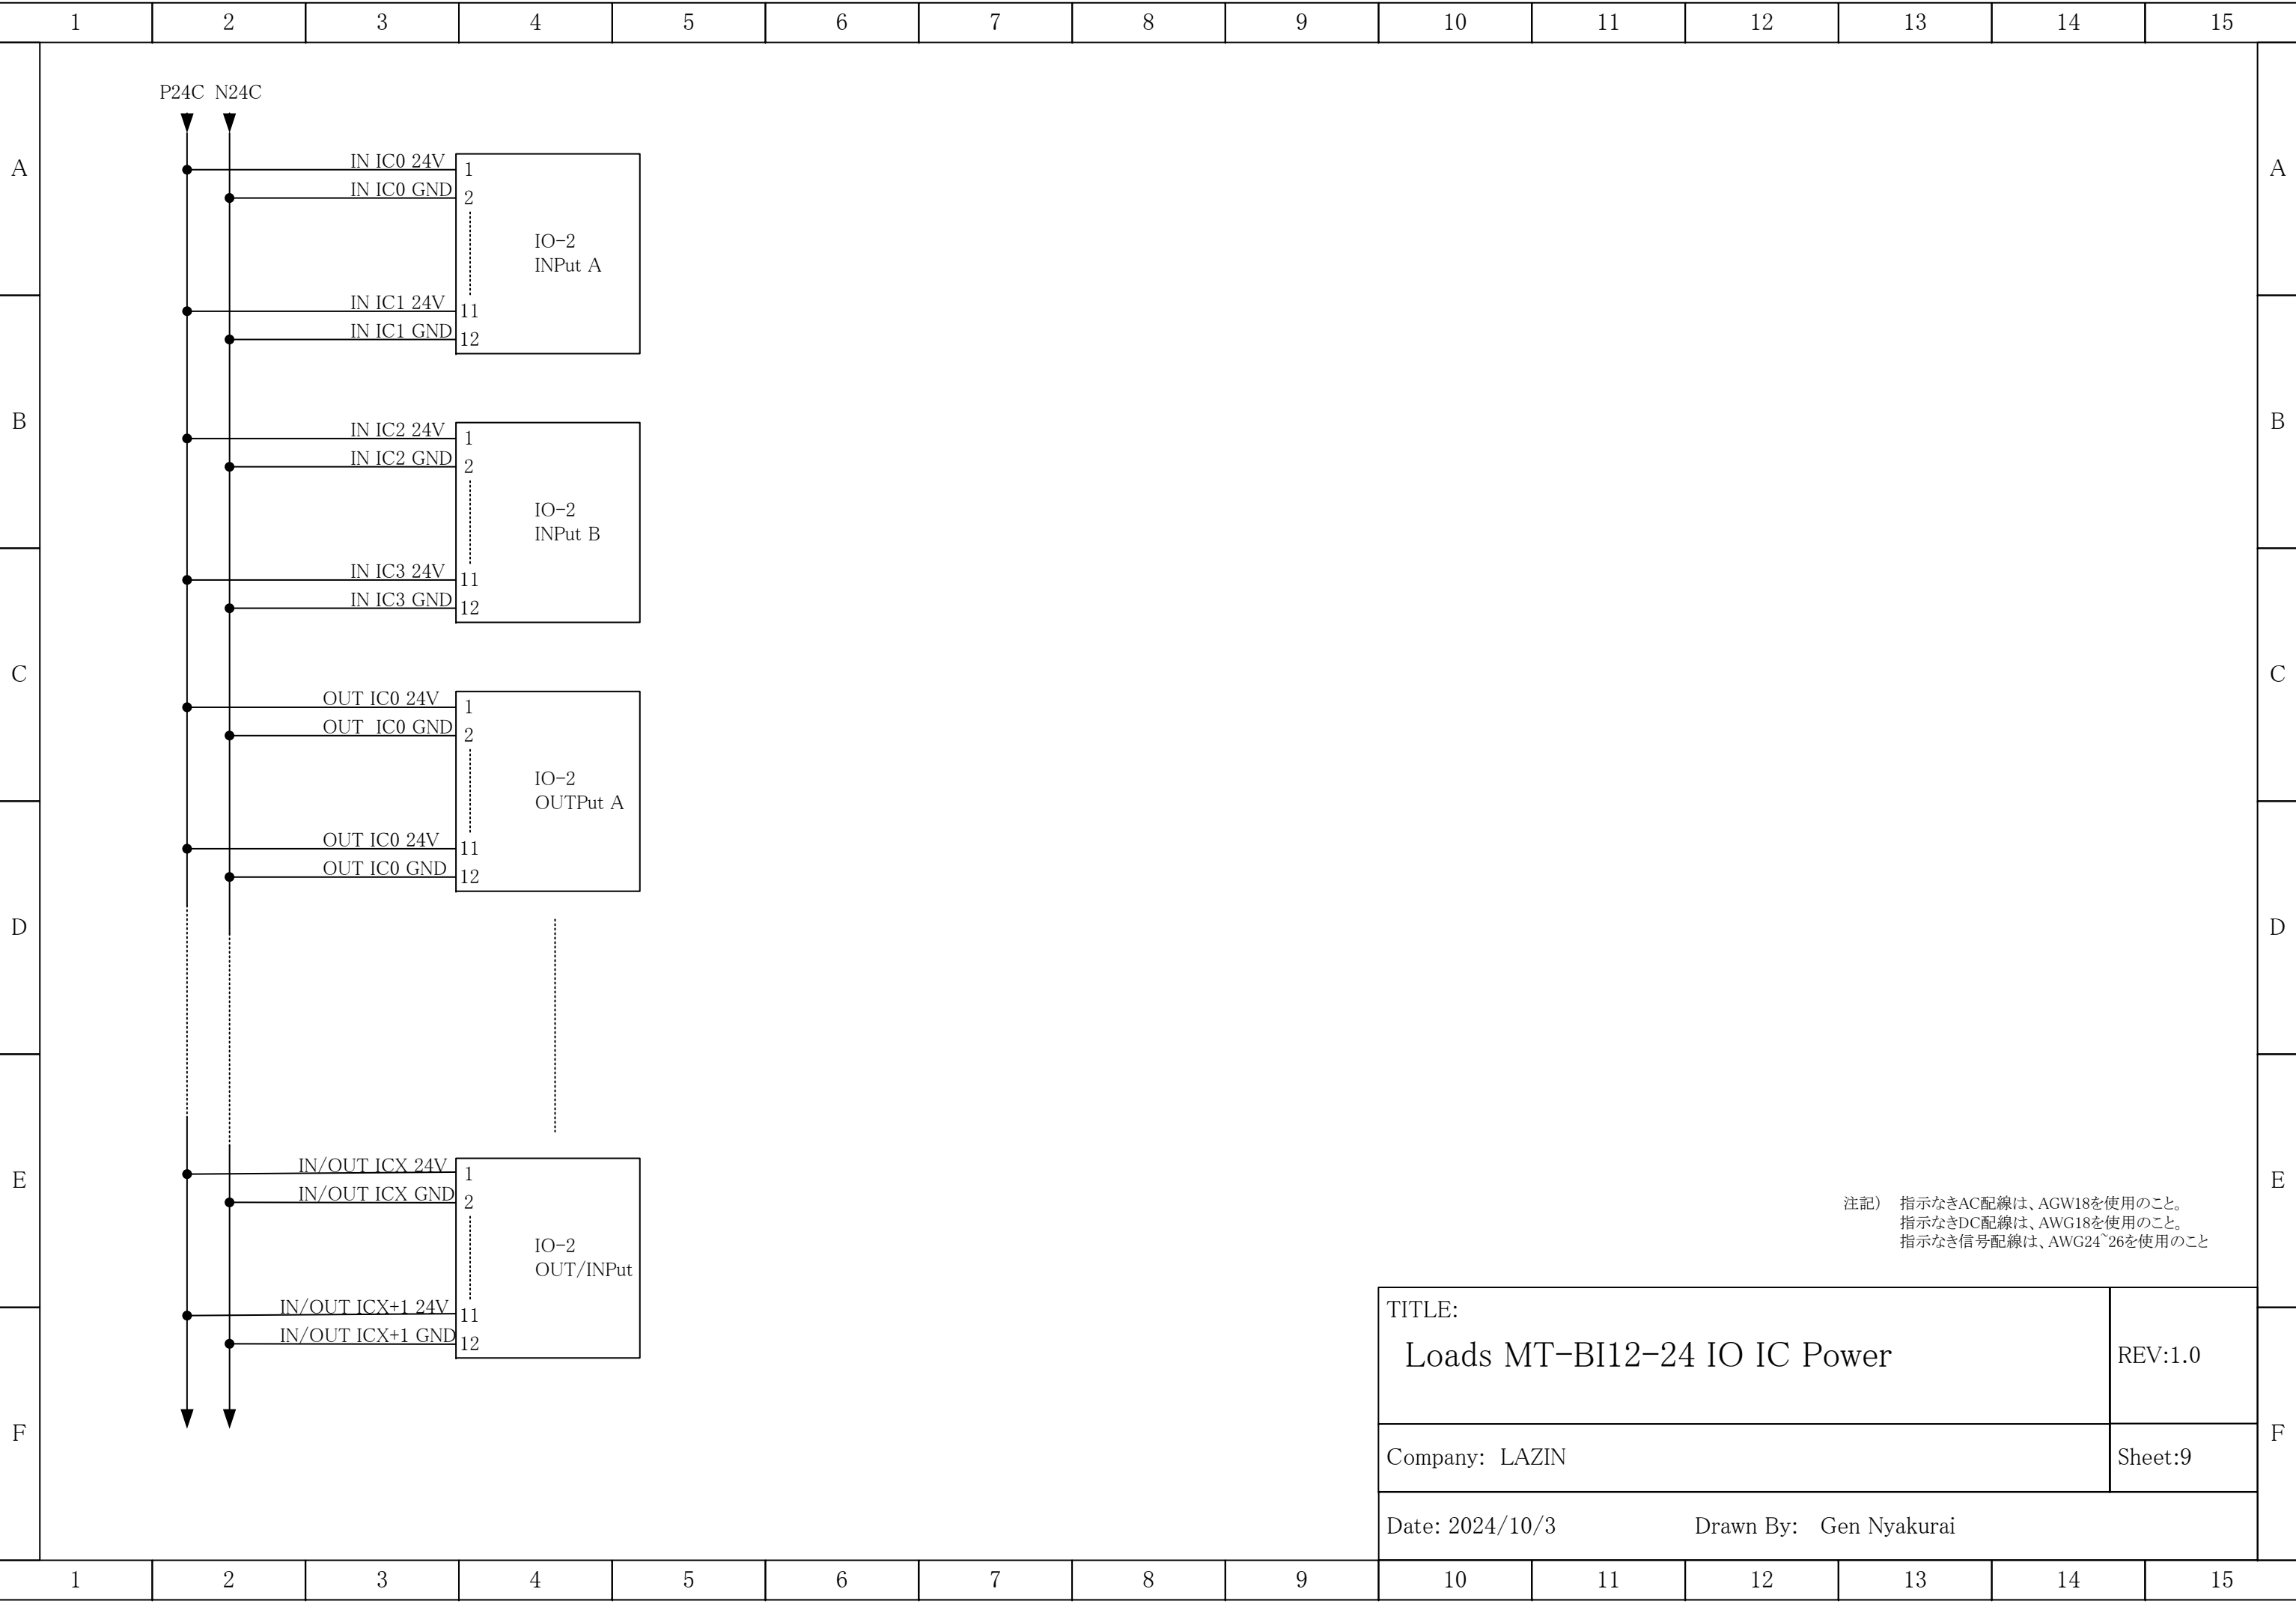 1 2 3 4 5 6 7 8 9 10 11 12 13 14 15
P24C N24C
A
A
IN IC0 24V 1
IN IC0 GND 2
IO-2
INPut A
IN IC1 24V 11
IN IC1 GND 12
B
B
IN IC2 24V 1
IN IC2 GND 2
IO-2
INPut B
IN IC3 24V 11
IN IC3 GND 12
C
C
OUT IC0 24V 1
OUT IC0 GND 2
IO-2
OUTPut A
OUT IC0 24V 11
OUT IC0 GND 12
D
D
IN/OUT ICX 24V 1
IN/OUT ICX GND 2
E
E
IO-2
OUT/INPut
IN/OUT ICX+1 24V 11
IN/OUT ICX+1 GND 12
注記) 指示なきAC配線は、AGW18を使用のこと。
指示なきDC配線は、AWG18を使用のこと。
指示なき信号配線は、AWG24~26を使用のこと
TITLE:
Loads MT-BI12-24 IO IC Power
REV:1.0
F
F
Company: LAZIN
Sheet:9
Date: 2024/10/3 Drawn By: Gen Nyakurai
1 2 3 4 5 6 7 8 9 10 11 12 13 14 15